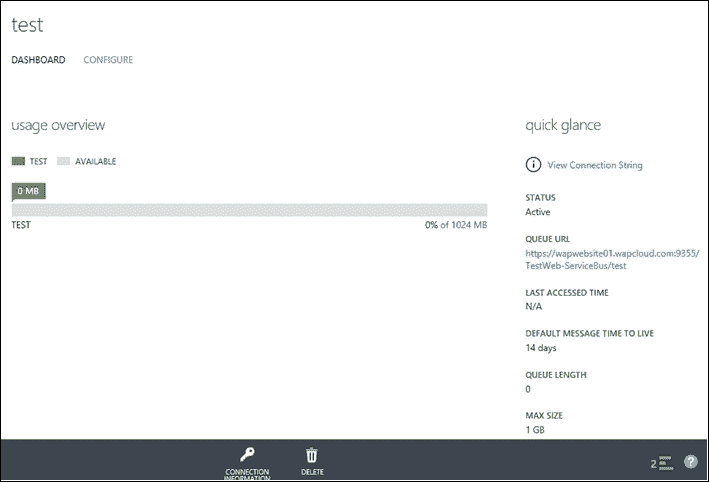 test
DASHBOARD CONFIGURE
usage overview
TEST AVAILABLE
0 MB
TEST 0% of 1024 MB
quick glance
View Connection String
STATUS
Active
QUEUE URL
https://wapwebsite01.wapcloud.com:9355/
TestWeb-ServiceBus/test
LAST ACCESSED TIME
N/A
DEFAULT MESSAGE TIME TO LIVE
14 days
QUEUE LENGTH
0
MAX SIZE
1 GB
CONNECTION
INFORMATION
DELETE
2
?